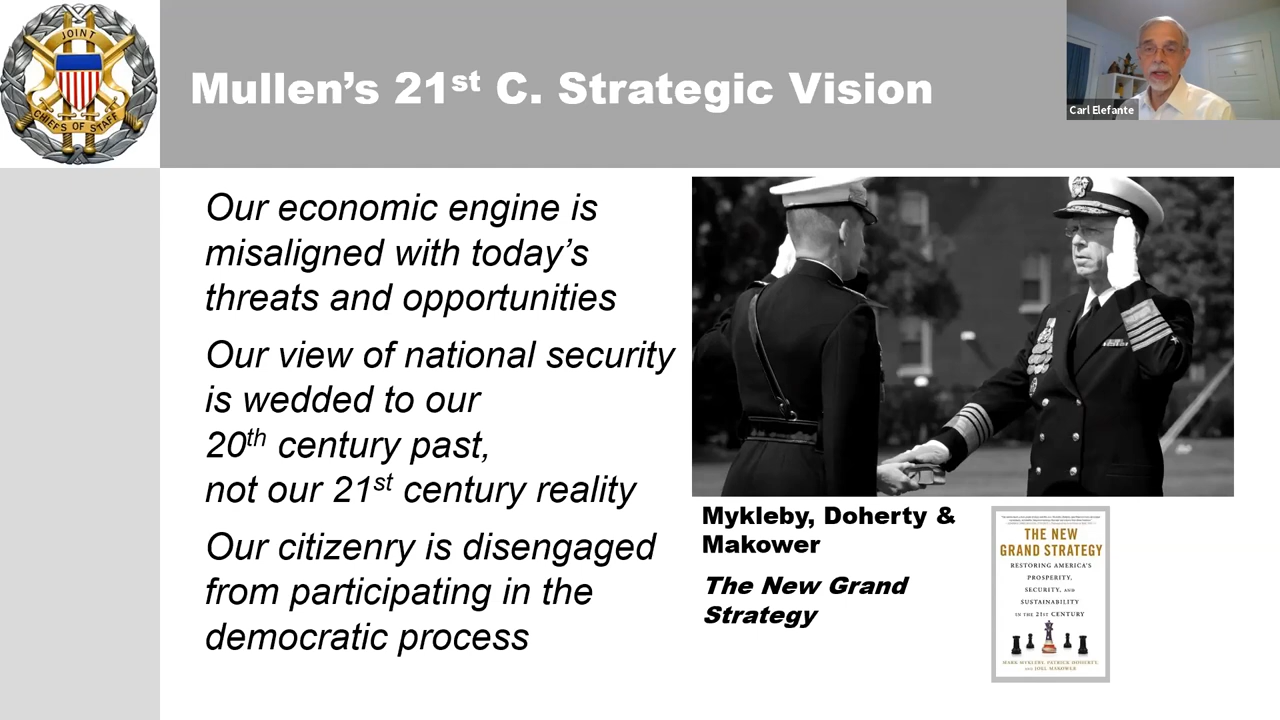 JOINT
CHIEFS OF STAFF
Mullen’s 21st C. Strategic Vision
Carl Elefante
Our economic engine is
misaligned with today’s
threats and opportunities
Our view of national security
is wedded to our
20th century past,
not our 21st century reality
Our citizenry is disengaged
from participating in the
democratic process
Mykleby, Doherty &
Makower
The New Grand
Strategy
THE NEW
GRAND STRATEGY
RESTORING AMERICA'S
PROSPERITY,
SECURITY, AND
SUSTAINABILITY
IN THE 21ST CENTURY
MARK MYKLEBY, PATRICK DOHERTY,
AND JOEL MAKOWER